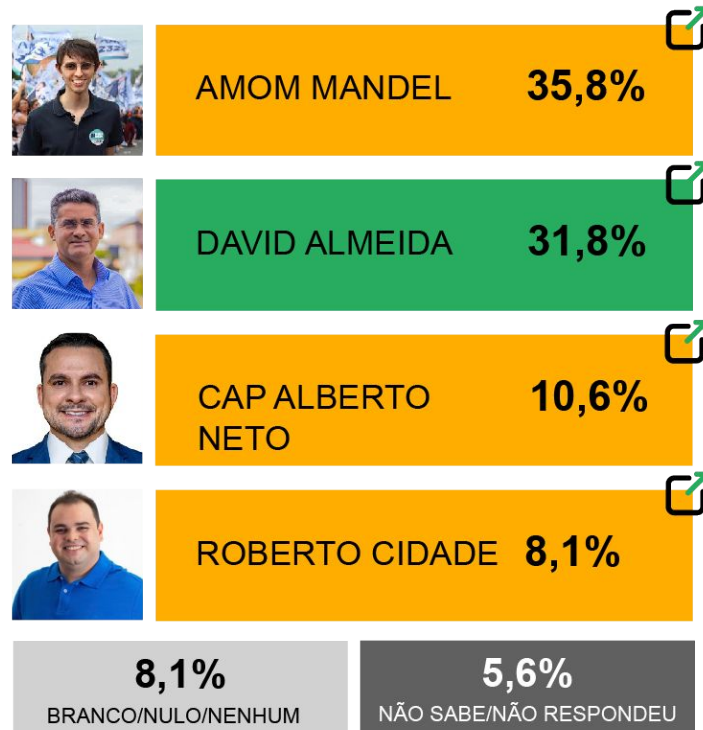 AMOM MANDEL 35,8%
DAVID ALMEIDA 31,8%
CAP ALBERTO 10,6%
NETO
ROBERTO CIDADE 8,1%
8,1%
BRANCO/NULO/NENHUM
5,6%
NÃO SABE/NÃO RESPONDEU